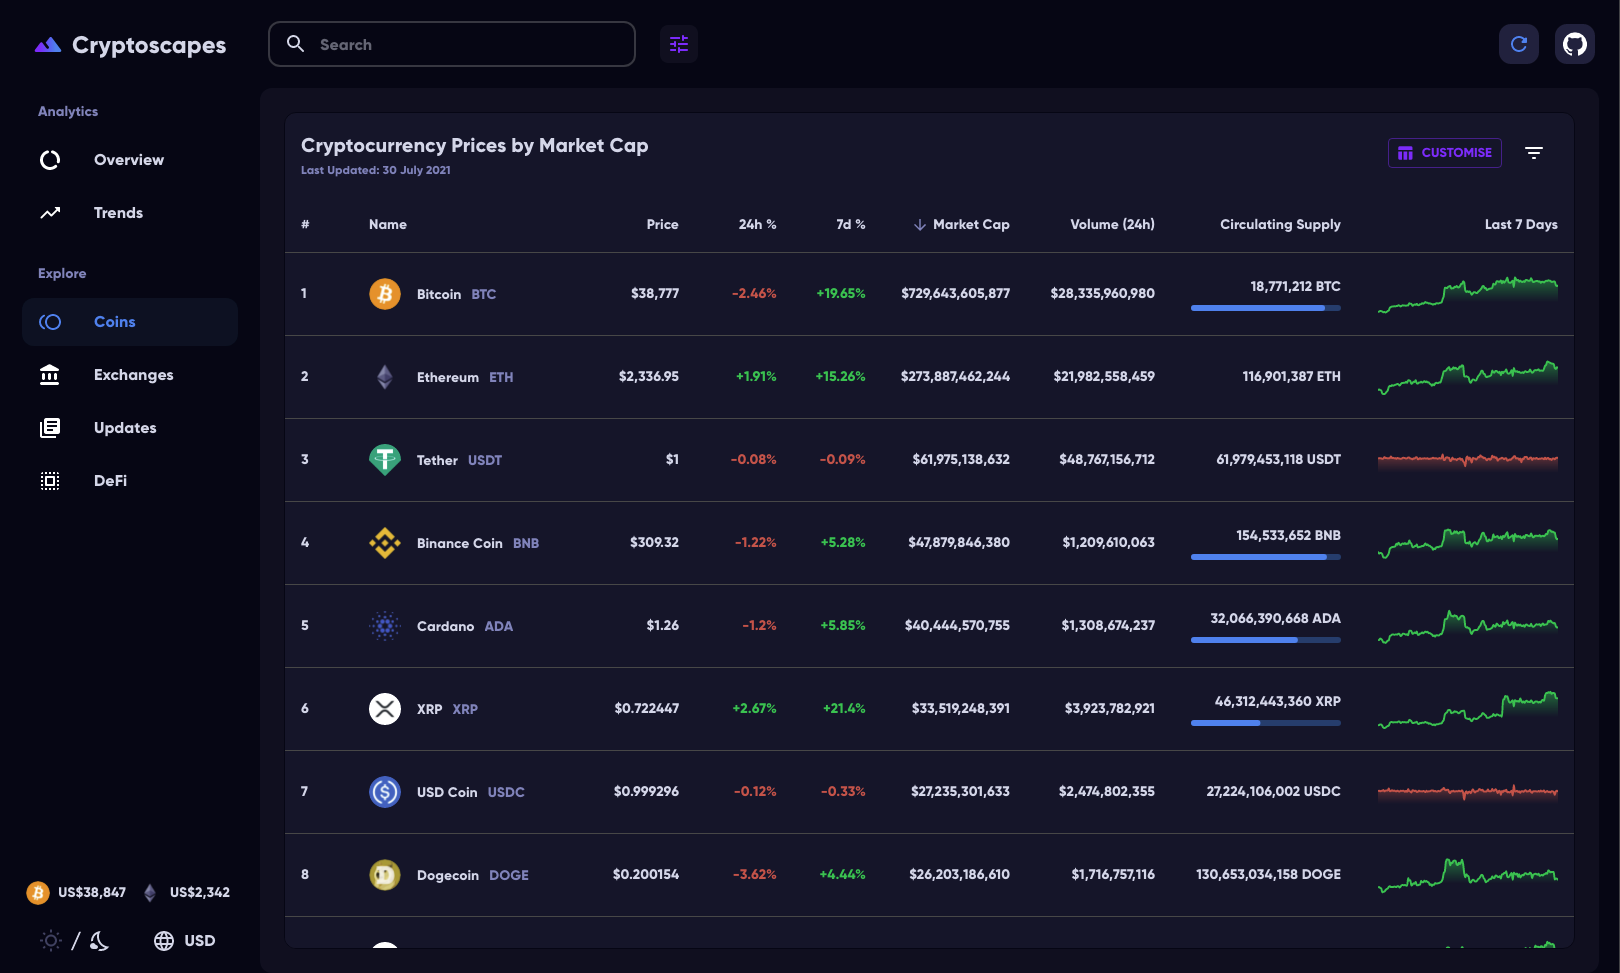 Cryptoscapes
Search
Analytics
Overview
Trends
Explore
Coins
Exchanges
Updates
DeFi
US$38,847 US$2,342
/ USD
Cryptocurrency Prices by Market Cap
Last Updated: 30 July 2021
CUSTOMISE
# Name Price 24h % 7d % Market Cap Volume (24h) Circulating Supply Last 7 Days
1 Bitcoin BTC $38,777 -2.46% +19.65% $729,643,605,877 $28,335,960,980 18,771,212 BTC
2 Ethereum ETH $2,336.95 +1.91% +15.26% $273,887,462,244 $21,982,558,459 116,901,387 ETH
3 Tether USDT $1 -0.08% -0.09% $61,975,138,632 $48,767,156,712 61,979,453,118 USDT
4 Binance Coin BNB $309.32 -1.22% +5.28% $47,879,846,380 $1,209,610,063 154,533,652 BNB
5 Cardano ADA $1.26 -1.2% +5.85% $40,444,570,755 $1,308,674,237 32,066,390,668 ADA
6 XRP XRP $0.722447 +2.67% +21.4% $33,519,248,391 $3,923,782,921 46,312,443,360 XRP
7 USD Coin USDC $0.999296 -0.12% -0.33% $27,235,301,633 $2,474,802,355 27,224,106,002 USDC
8 Dogecoin DOGE $0.200154 -3.62% +4.44% $26,203,186,610 $1,716,757,116 130,653,034,158 DOGE